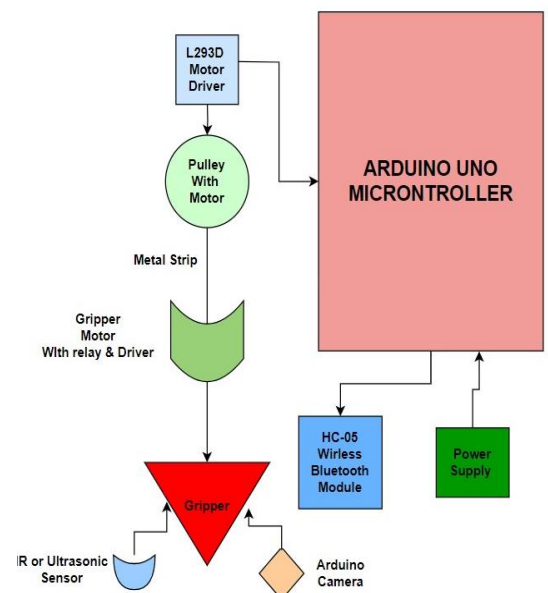 L293D
Motor
Driver
Pulley
With
Motor
ARDUINO UNO
MICRONTROLLER
Metal Strip
Gripper
Motor
WIth relay & Driver
HC-05
Wirless
Bluetooth
Module
Power
Supply
Gripper
IR or Ultrasonic
Sensor
Arduino
Camera